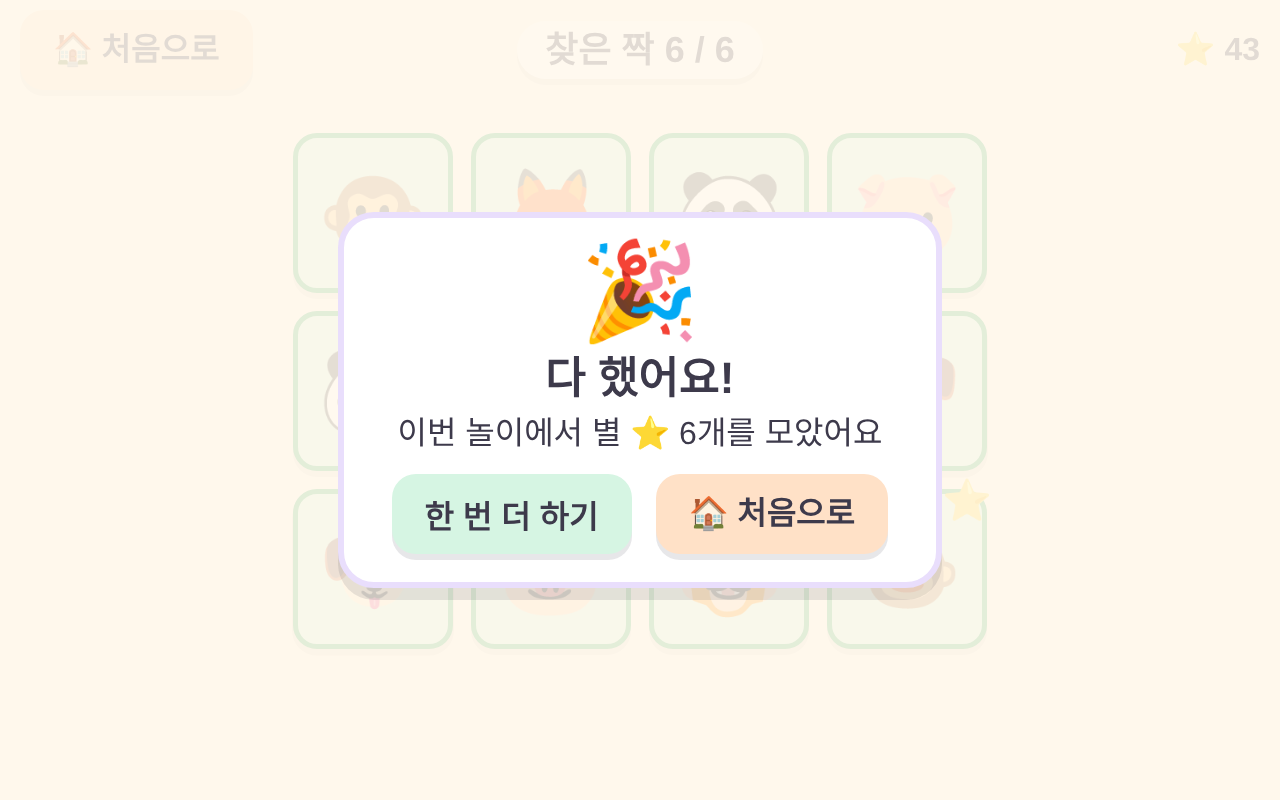 🏠 처음으로
찾은 짝 6 / 6
⭐ 43
다 했어요!
이번 놀이에서 별 ⭐ 6개를 모았어요
한 번 더 하기
🏠 처음으로